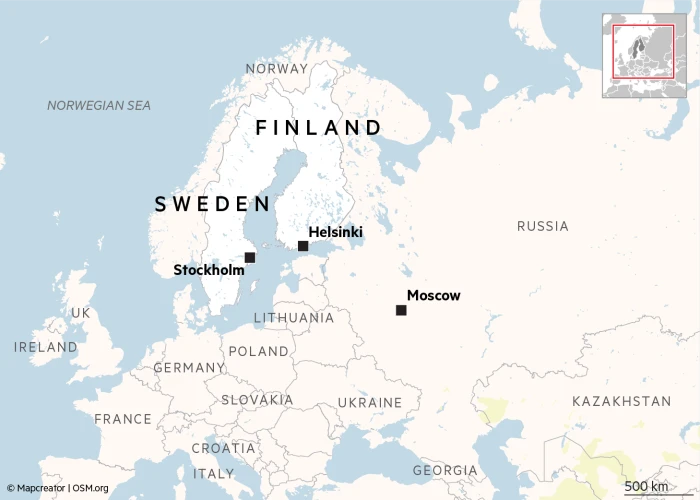 NORWAY
NORWEGIAN SEA
FINLAND
SWEDEN
RUSSIA
Helsinki
Stockholm
Moscow
UK
LITHUANIA
IRELAND
POLAND
GERMANY
SLOVAKIA
UKRAINE
KAZAKHSTAN
FRANCE
CROATIA
ITALY
GEORGIA
© Mapcreator | OSM.org
500 km